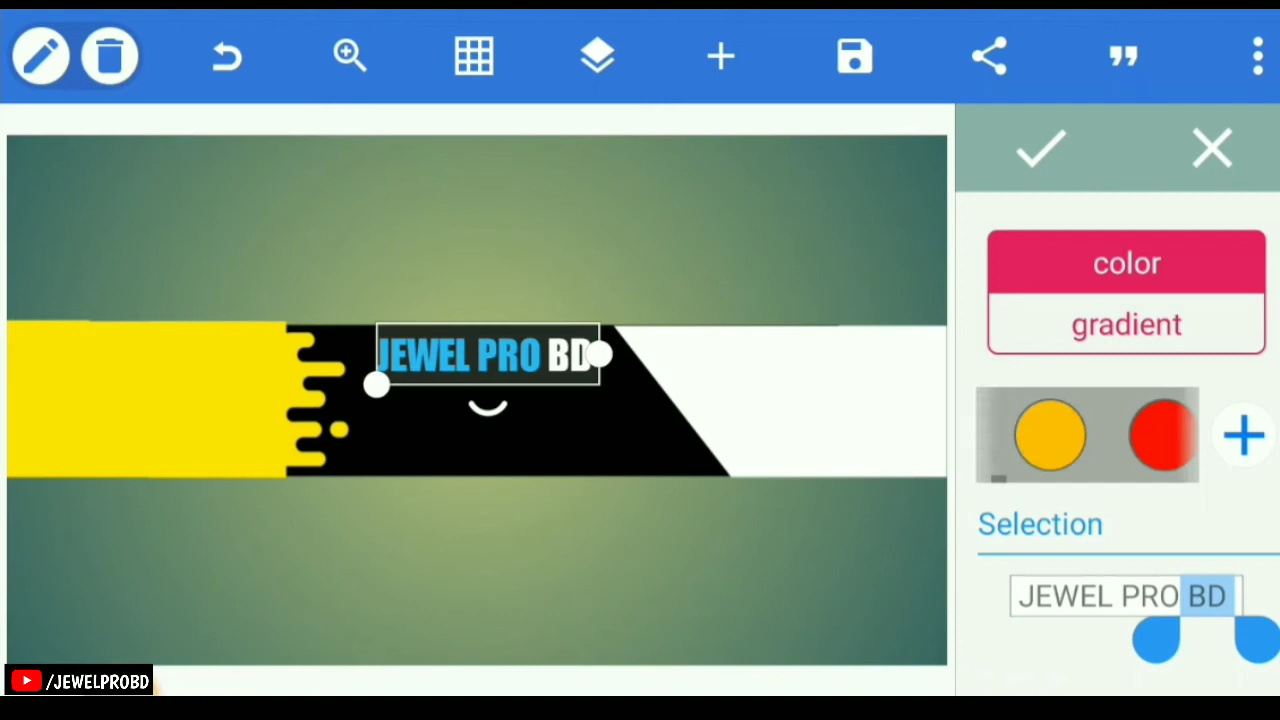 color
gradient
JEWEL PRO BD
Selection
JEWEL PRO BD
/JEWELPROBD